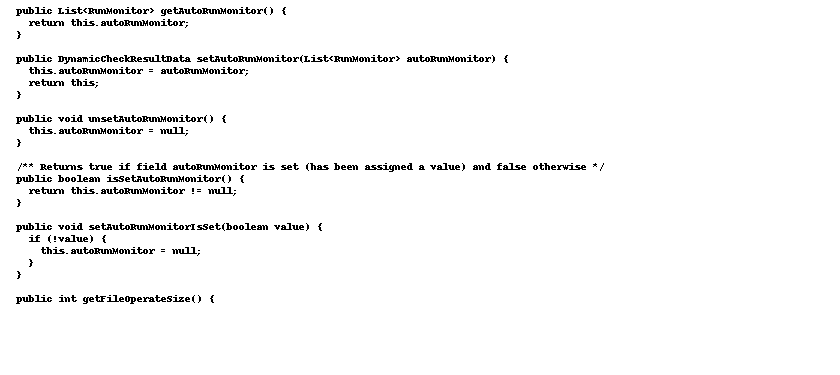 public List<RunMonitor> getAutoRunMonitor() {
  return this.autoRunMonitor;
}

public DynamicCheckResultData setAutoRunMonitor(List<RunMonitor> autoRunMonitor) {
  this.autoRunMonitor = autoRunMonitor;
  return this;
}

public void unsetAutoRunMonitor() {
  this.autoRunMonitor = null;
}

/** Returns true if field autoRunMonitor is set (has been assigned a value) and false otherwise */
public boolean isSetAutoRunMonitor() {
  return this.autoRunMonitor != null;
}

public void setAutoRunMonitorIsSet(boolean value) {
  if (!value) {
    this.autoRunMonitor = null;
  }
}

public int getFileOperateSize() {